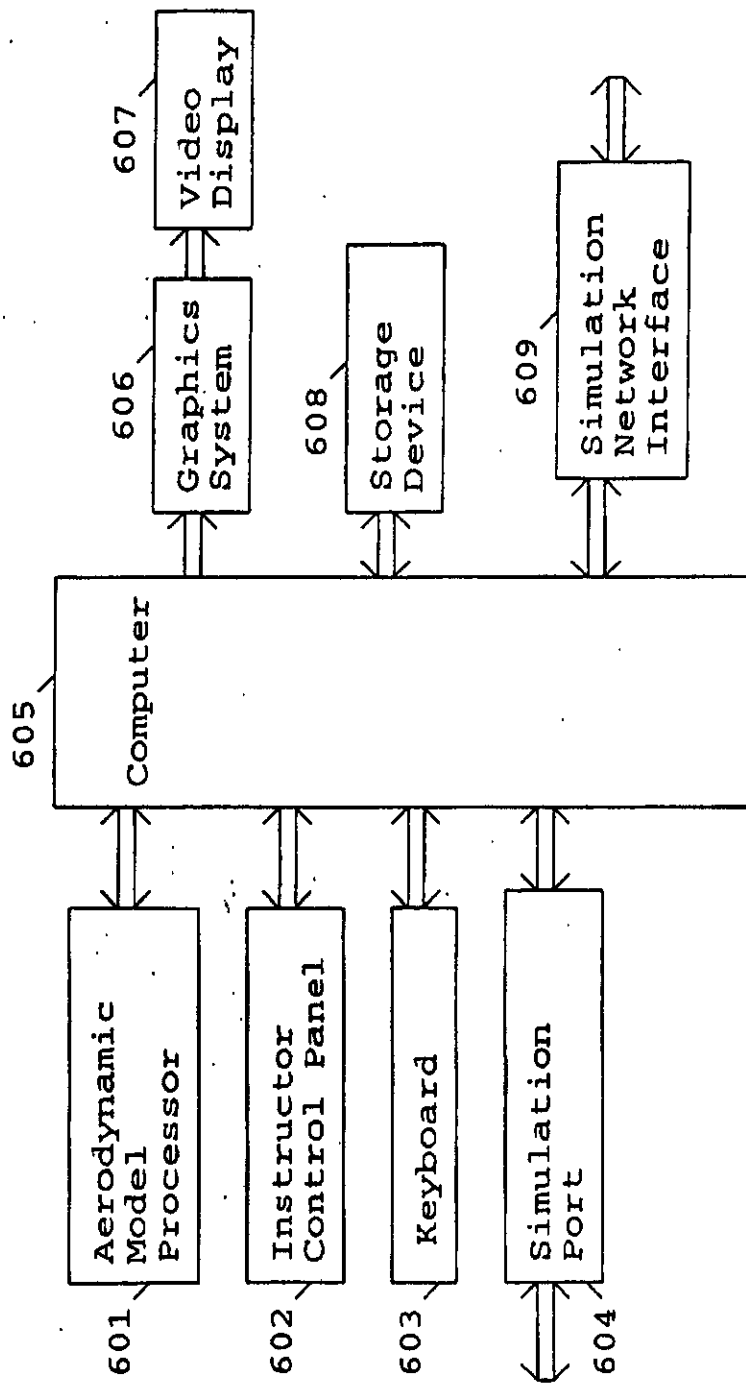 601
Aerodynamic
Model
Processor
602
Instructor
Control Panel
603
Keyboard
604
Simulation
Port
605
Computer
606
Graphics
System
607
Video
Display
608
Storage
Device
609
Simulation
Network
Interface